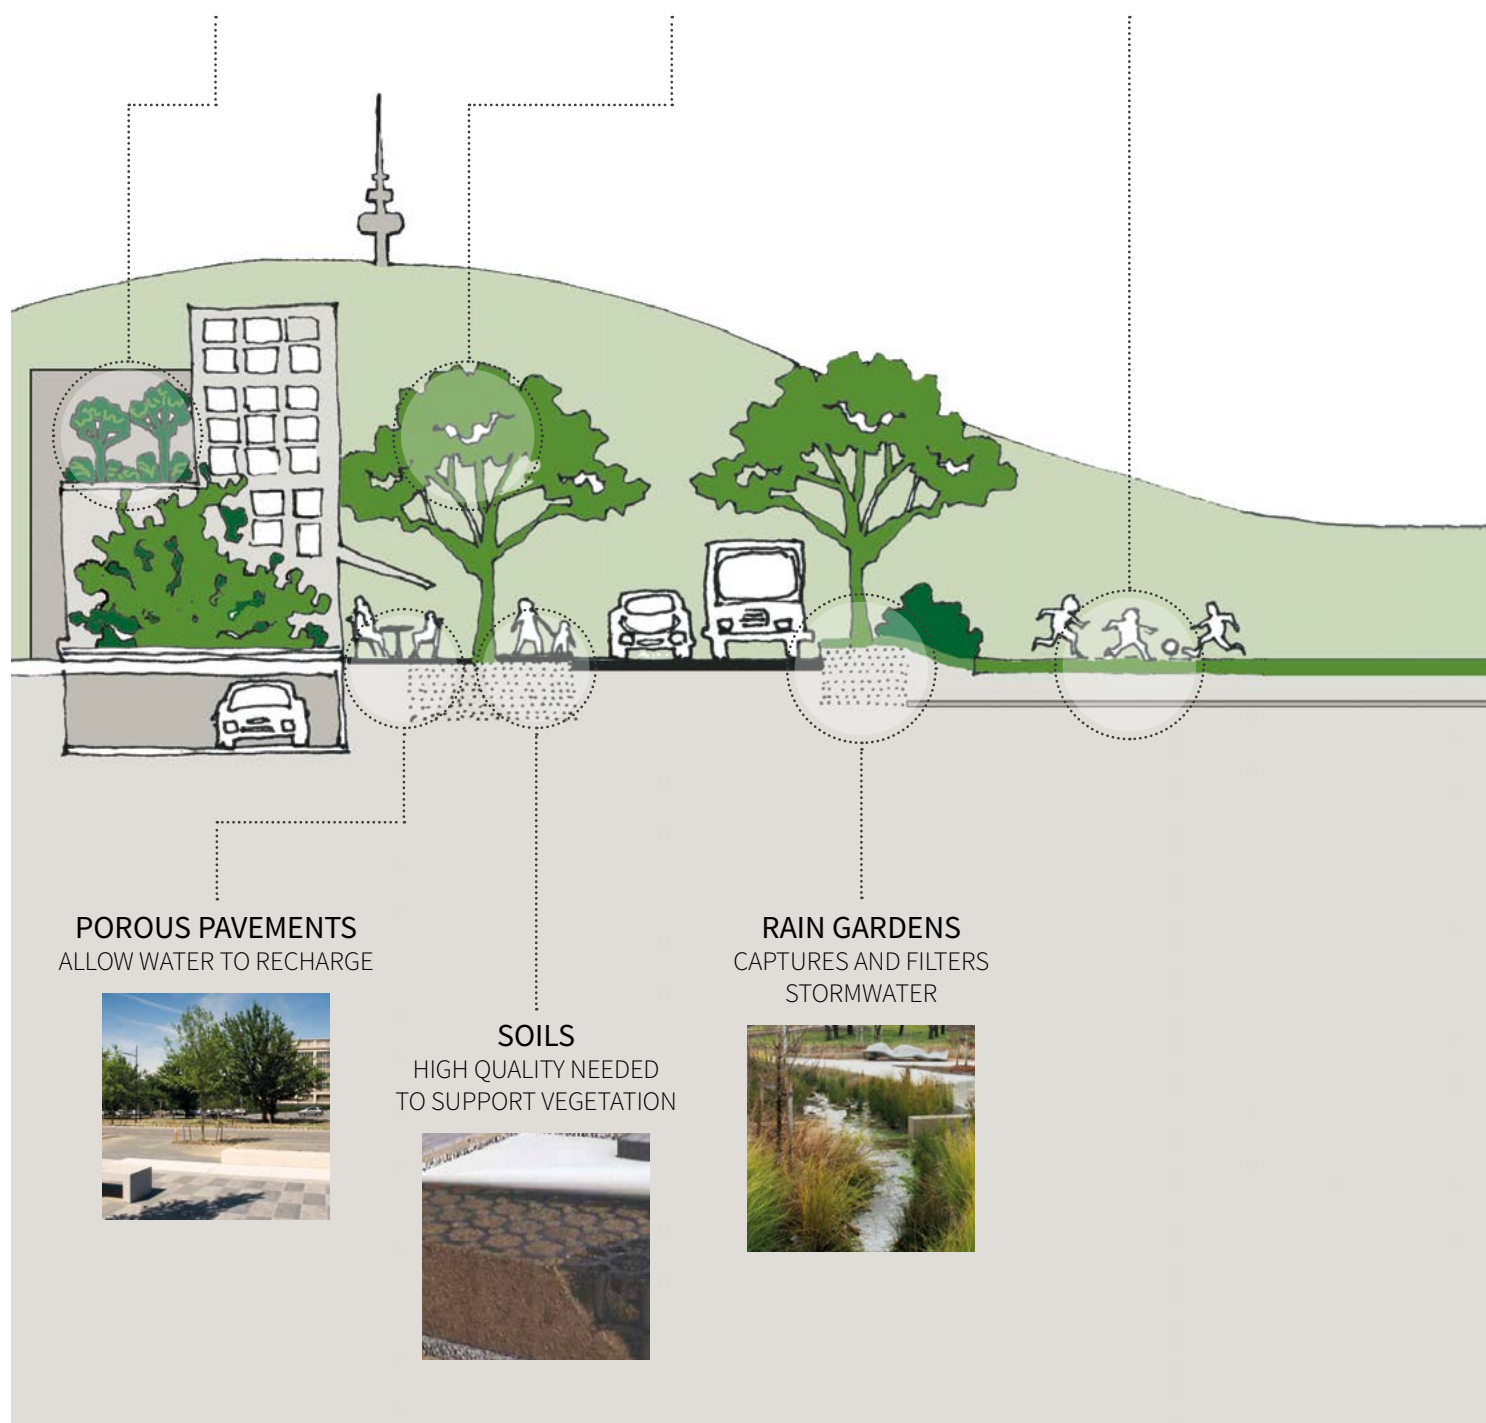 POROUS PAVEMENTS
ALLOW WATER TO RECHARGE
SOILS
HIGH QUALITY NEEDED
TO SUPPORT VEGETATION
RAIN GARDENS
CAPTURES AND FILTERS
STORMWATER